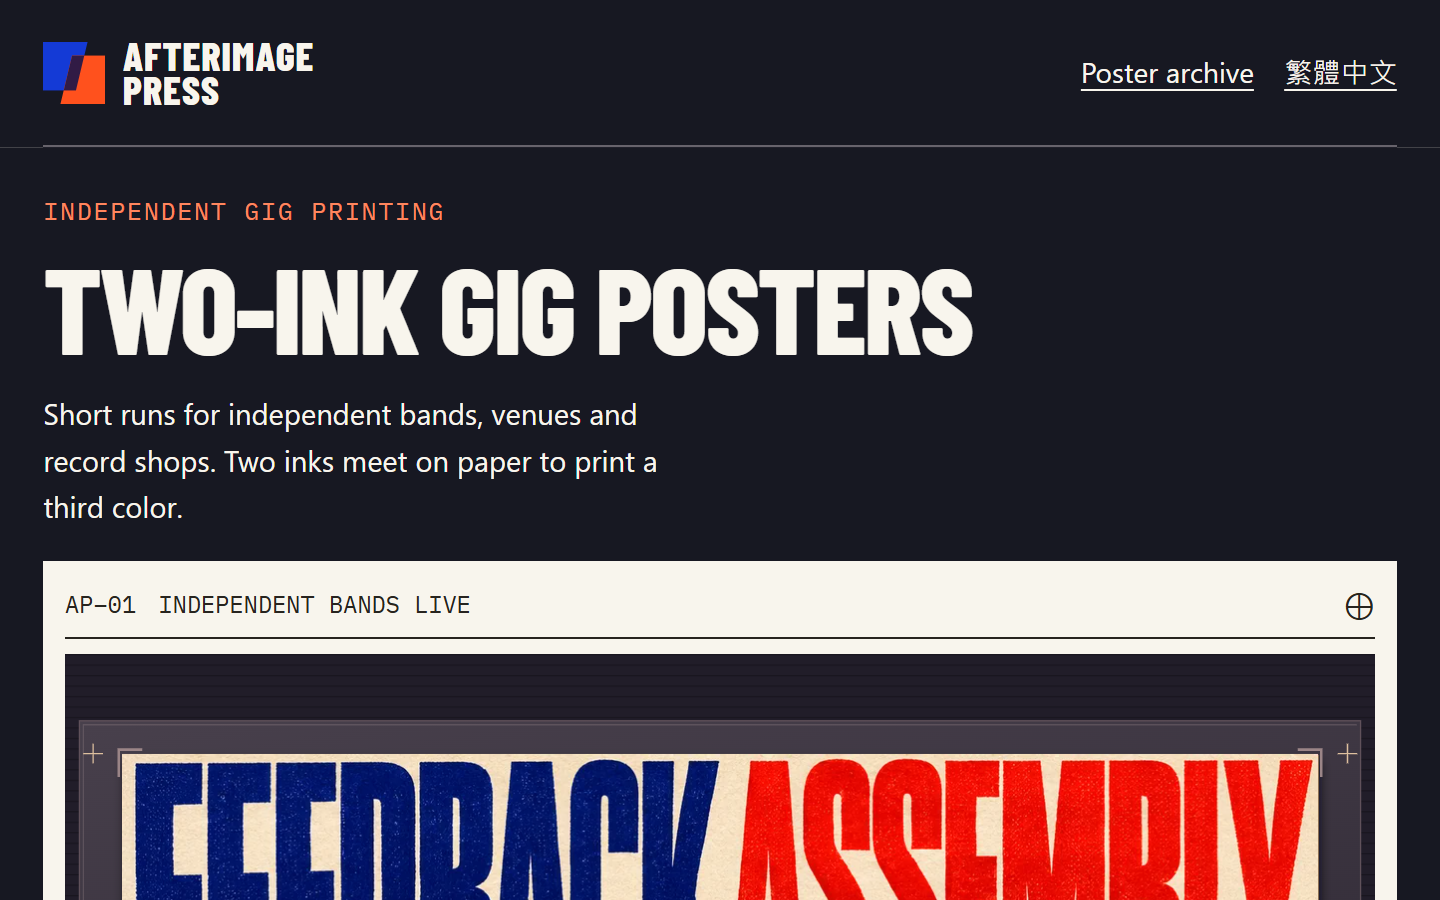 AFTERIMAGE
PRESS
Poster archive 繁體中文
INDEPENDENT GIG PRINTING
TWO-INK GIG POSTERS
Short runs for independent bands, venues and
record shops. Two inks meet on paper to print a
third color.
AP-01 INDEPENDENT BANDS LIVE
FEEDBACK ASSEMBLY